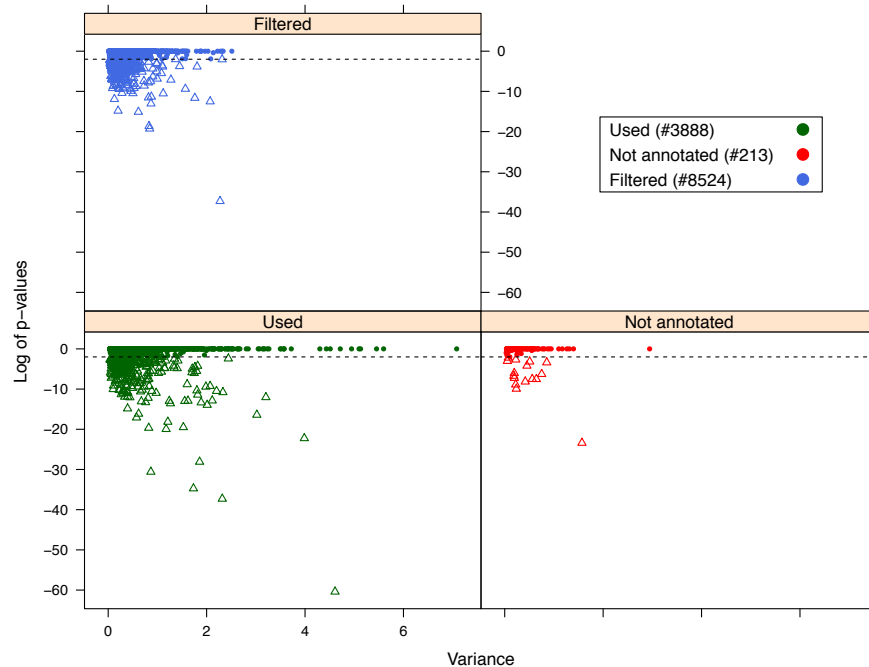 Filtered
0
−10
−20
−30
−40
−50
−60
Used (#3888)
Not annotated (#213)
Filtered (#8524)
Log of p−values
Used
Not annotated
0
−10
−20
−30
−40
−50
−60
0 2 4 6
Variance